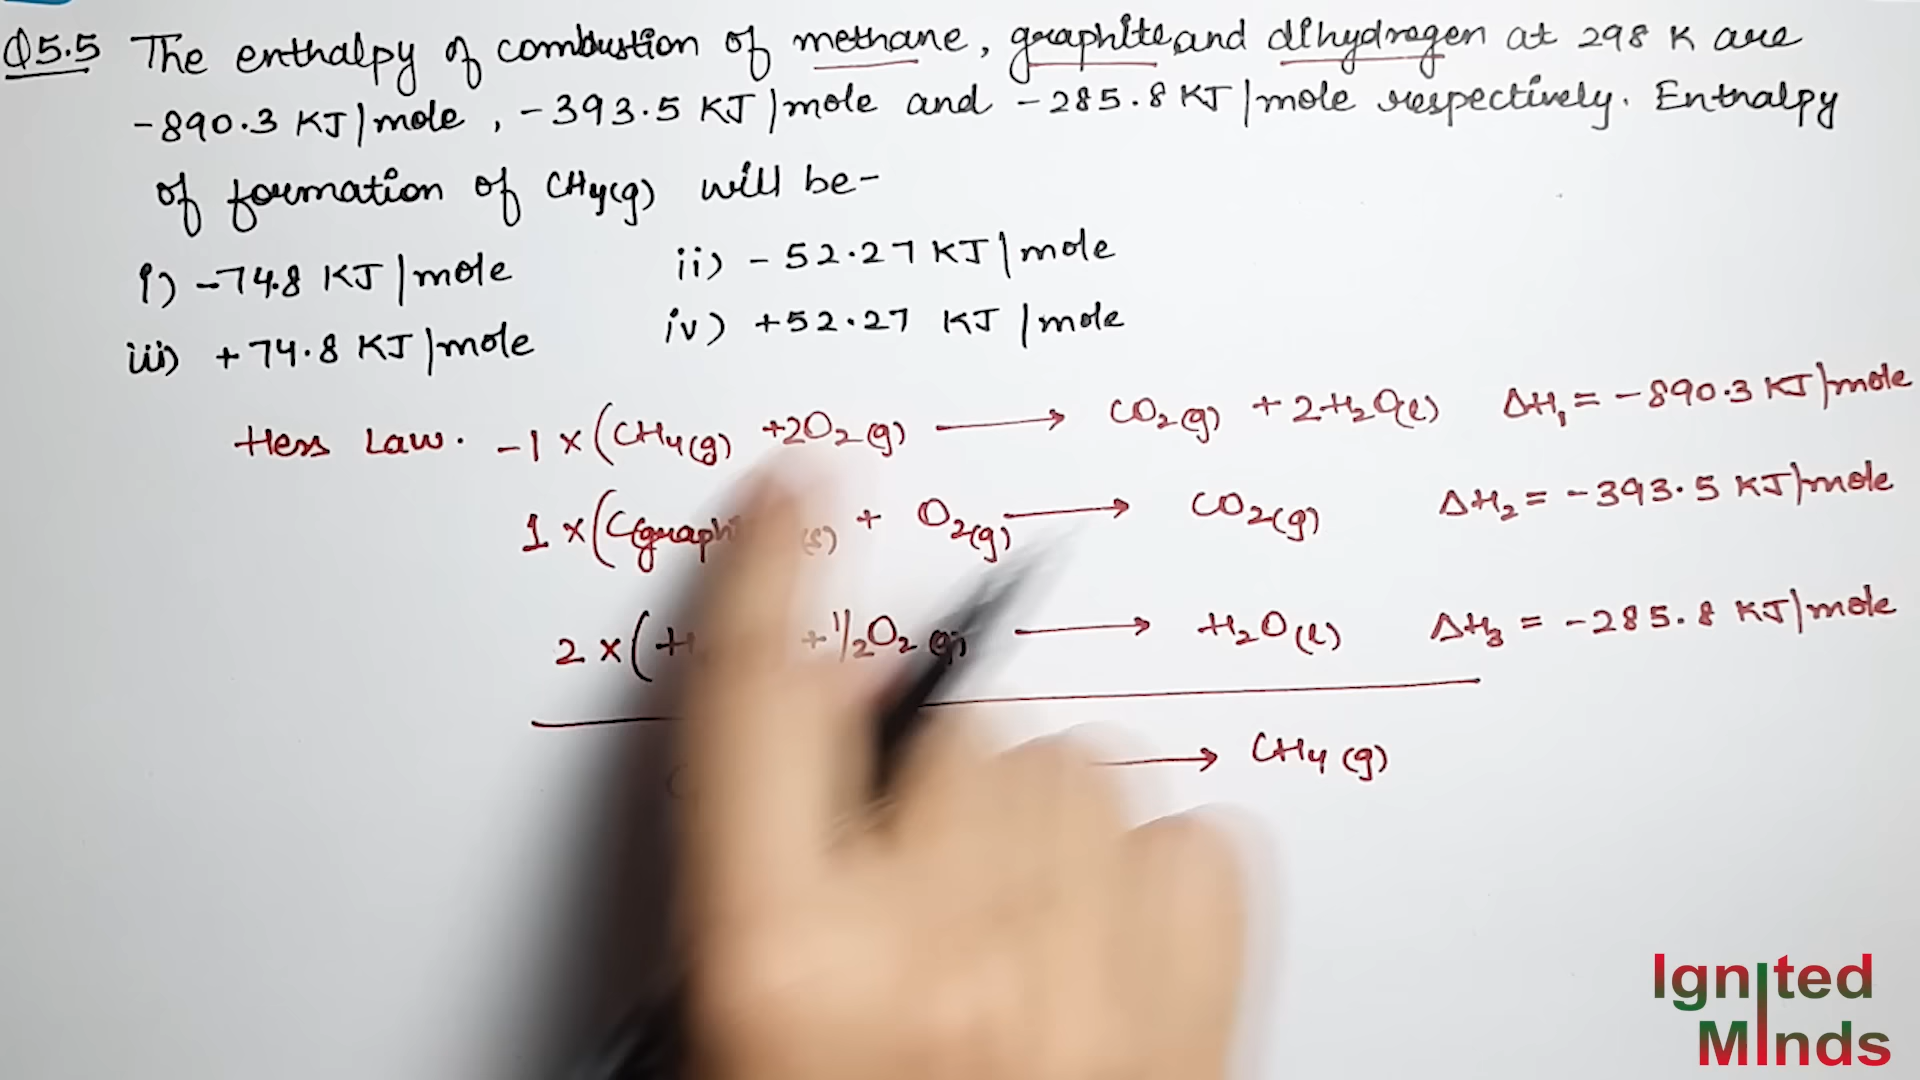 Q5.5 The enthalpy of combustion of methane, graphite and dihydrogen at 298 K are
-890.3 KJ/mole, -393.5 KJ/mole and -285.8 KJ/mole respectively. Enthalpy
of formation of CH4(g) will be-
i) -74.8 KJ/mole ii) -52.27 KJ/mole
iii) +74.8 KJ/mole iv) +52.27 KJ/mole
Hess Law. -1 × (CH4(g) +2O2(g) → CO2(g) + 2H2O(l) ΔH1 = -890.3 KJ/mole
1 × (C(graph (s) + O2(g) → CO2(g) ΔH2 = -393.5 KJ/mole
2 × (H +1/2O2(g) → H2O(l) ΔH3 = -285.8 KJ/mole
→ CH4(g)
Ignited
Minds